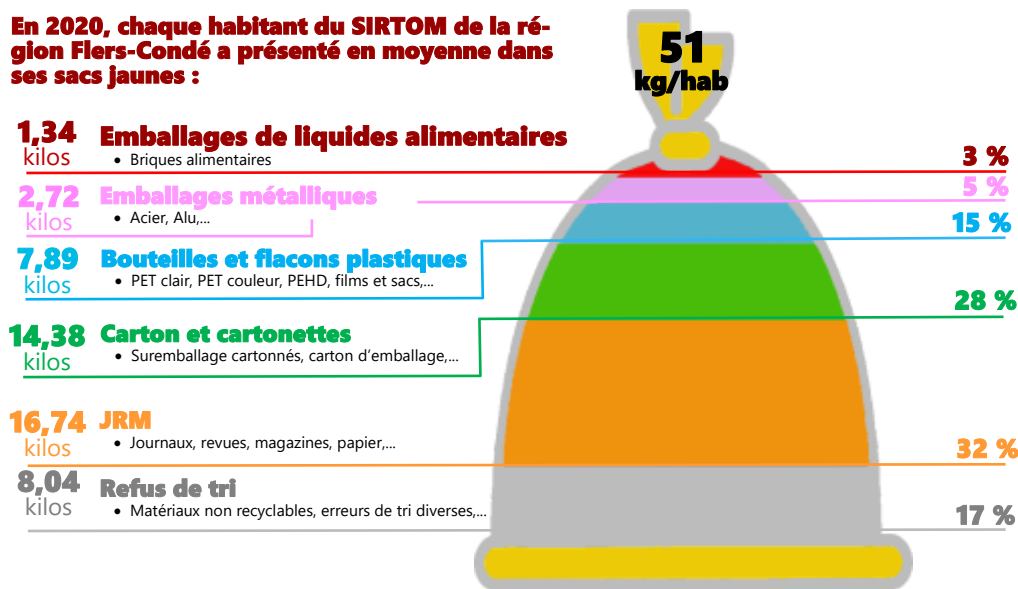 En 2020, chaque habitant du SIRTOM de la ré-
gion Flers-Condé a présenté en moyenne dans
ses sacs jaunes :
51
kg/hab
1,34
kilos
Emballages de liquides alimentaires
• Briques alimentaires
3 %
2,72
kilos
Emballages métalliques
• Acier, Alu,...
5 %
7,89
kilos
Bouteilles et flacons plastiques
• PET clair, PET couleur, PEHD, films et sacs,...
15 %
14,38
kilos
Carton et cartonettes
• Suremballage cartonnés, carton d'emballage,...
28 %
16,74
kilos
JRM
• Journaux, revues, magazines, papier,...
32 %
8,04
kilos
Refus de tri
• Matériaux non recyclables, erreurs de tri diverses,...
17 %